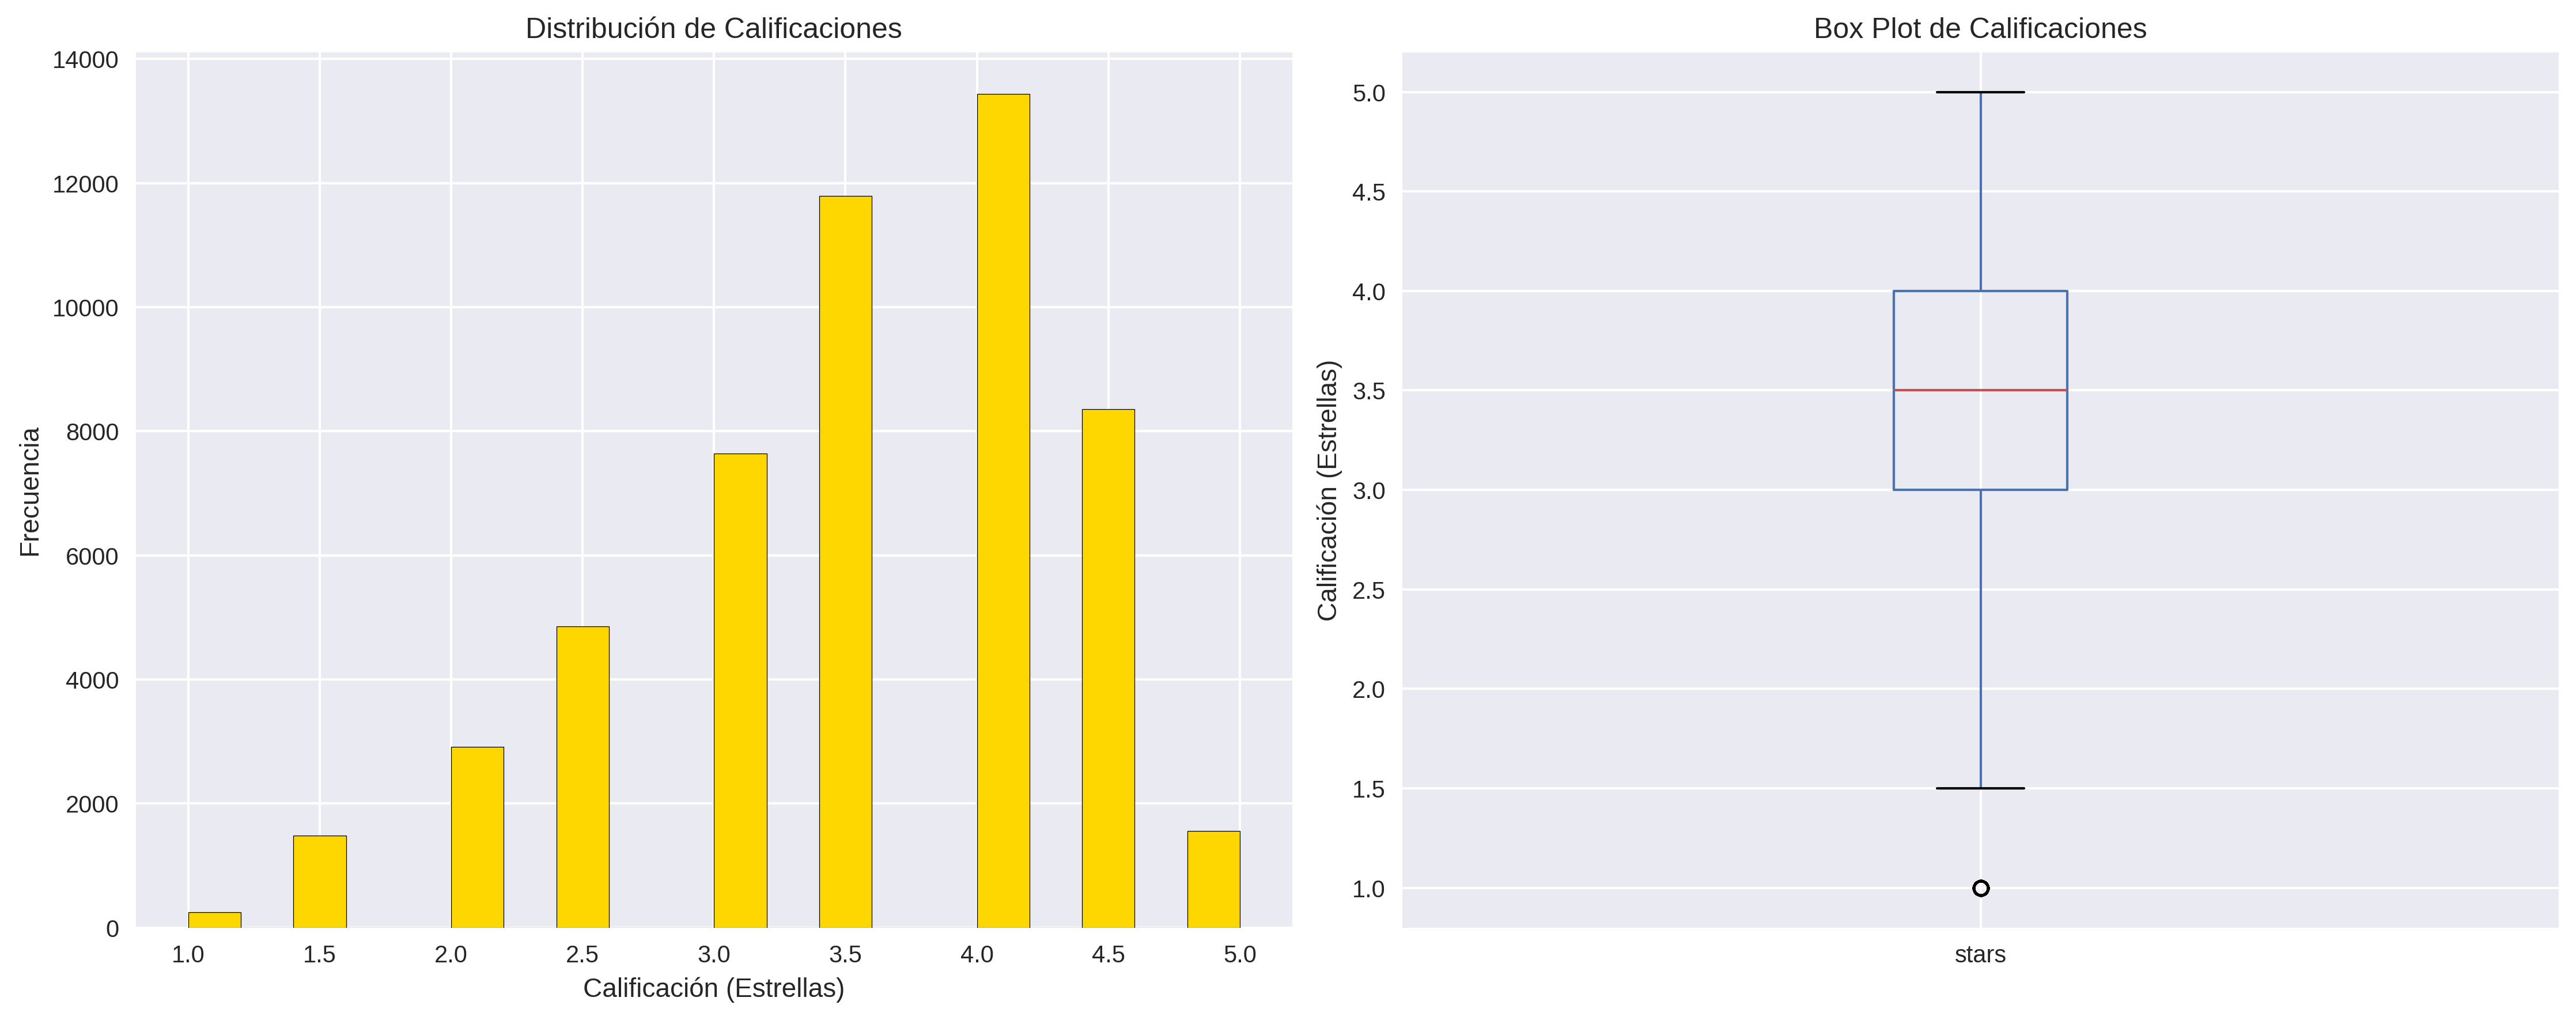 Distribución de Calificaciones
14000
12000
10000
8000
6000
4000
2000
0
Frecuencia
1.0 1.5 2.0 2.5 3.0 3.5 4.0 4.5 5.0
Calificación (Estrellas)
Box Plot de Calificaciones
5.0
4.5
4.0
3.5
3.0
2.5
2.0
1.5
1.0
Calificación (Estrellas)
stars